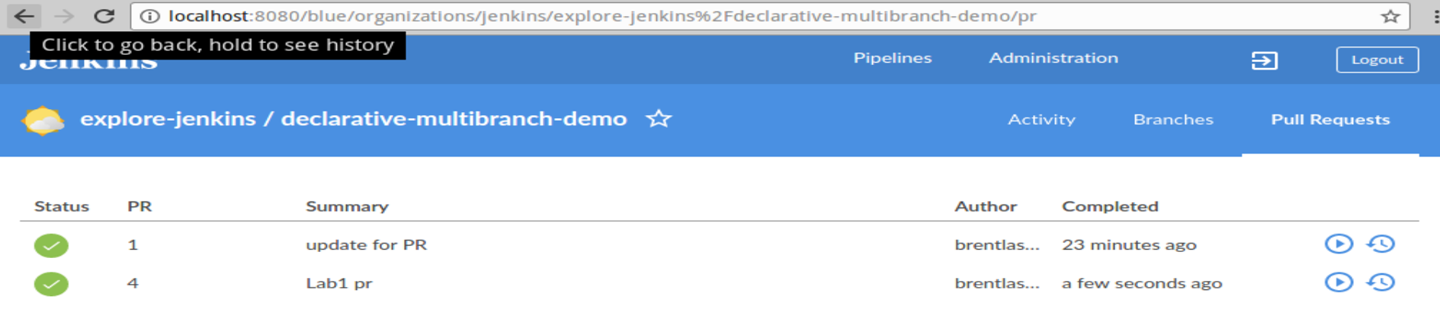 localhost:8080/blue/organizations/jenkins/explore-jenkins%2Fdeclarative-multibranch-demo/pr
Click to go back, hold to see history
Jenkins
Pipelines
Administration
Logout
explore-jenkins / declarative-multibranch-demo
Activity
Branches
Pull Requests
Status PR Summary Author Completed
1 update for PR brentlas... 23 minutes ago
4 Lab1 pr brentlas... a few seconds ago